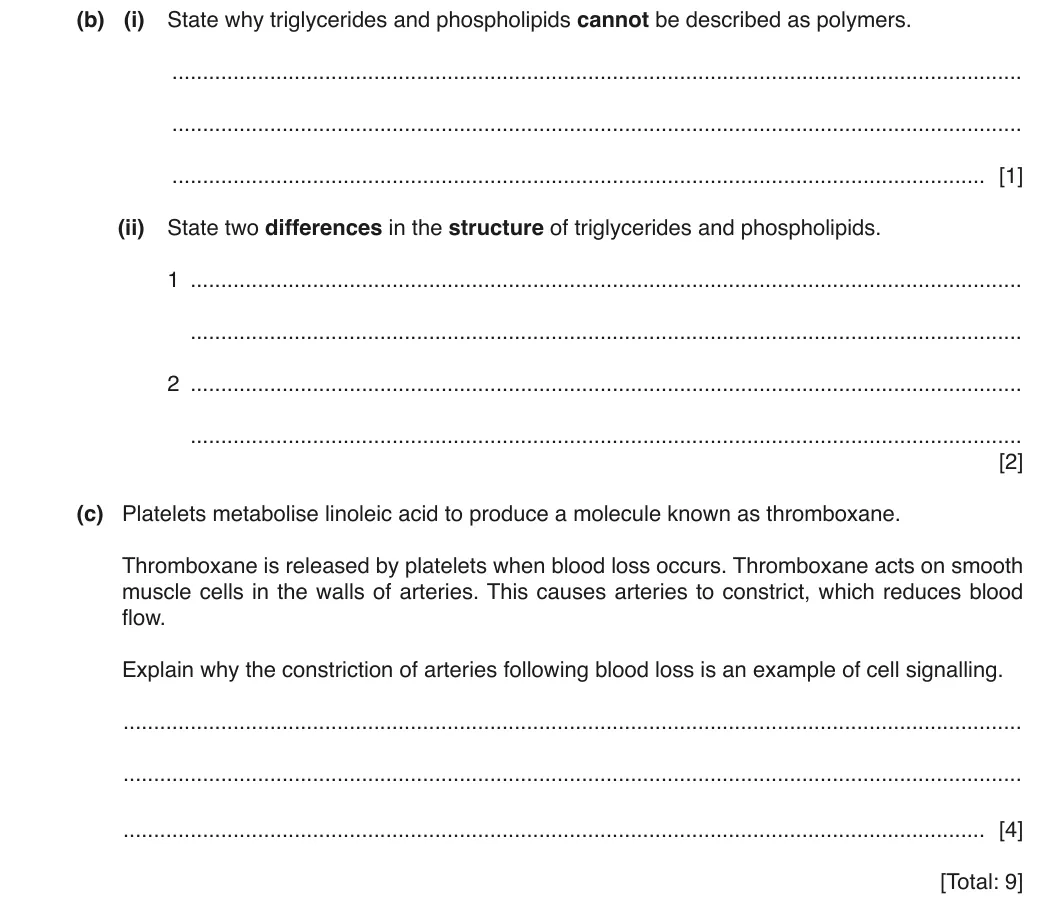 (b) (i) State why triglycerides and phospholipids cannot be described as polymers.
[1]
(ii) State two differences in the structure of triglycerides and phospholipids.
1
2
[2]
(c) Platelets metabolise linoleic acid to produce a molecule known as thromboxane.
Thromboxane is released by platelets when blood loss occurs. Thromboxane acts on smooth
muscle cells in the walls of arteries. This causes arteries to constrict, which reduces blood
flow.
Explain why the constriction of arteries following blood loss is an example of cell signalling.
[4]
[Total: 9]